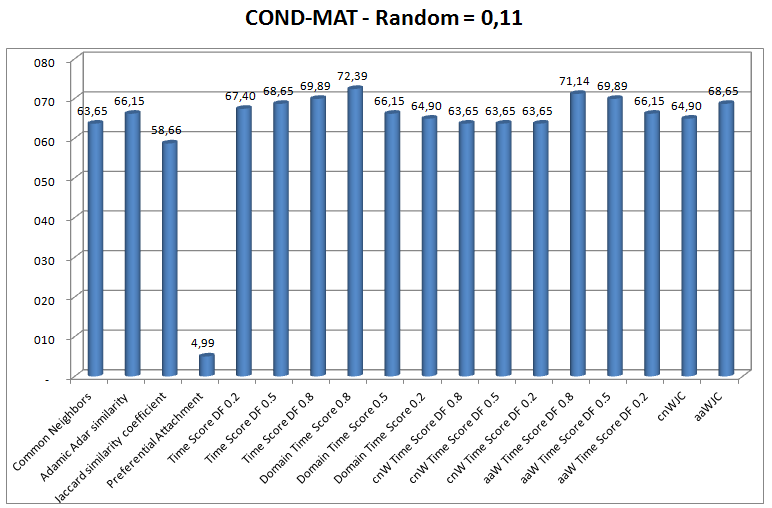 COND-MAT - Random = 0,11
080
070
060
050
040
030
020
010
-
63,65
66,15
58,66
4,99
67,40
68,65
69,89
72,39
66,15
64,90
63,65
63,65
63,65
71,14
69,89
66,15
64,90
68,65
Common Neighbors
Adamic Adar similarity
Jaccard similarity coefficient
Preferential Attachment
Time Score DF 0.2
Time Score DF 0.5
Time Score DF 0.8
Domain Time Score 0.8
Domain Time Score 0.5
Domain Time Score 0.2
cnW Time Score DF 0.8
cnW Time Score DF 0.5
cnW Time Score DF 0.2
aaW Time Score DF 0.8
aaW Time Score DF 0.5
aaW Time Score DF 0.2
cnWJC
aaWJC